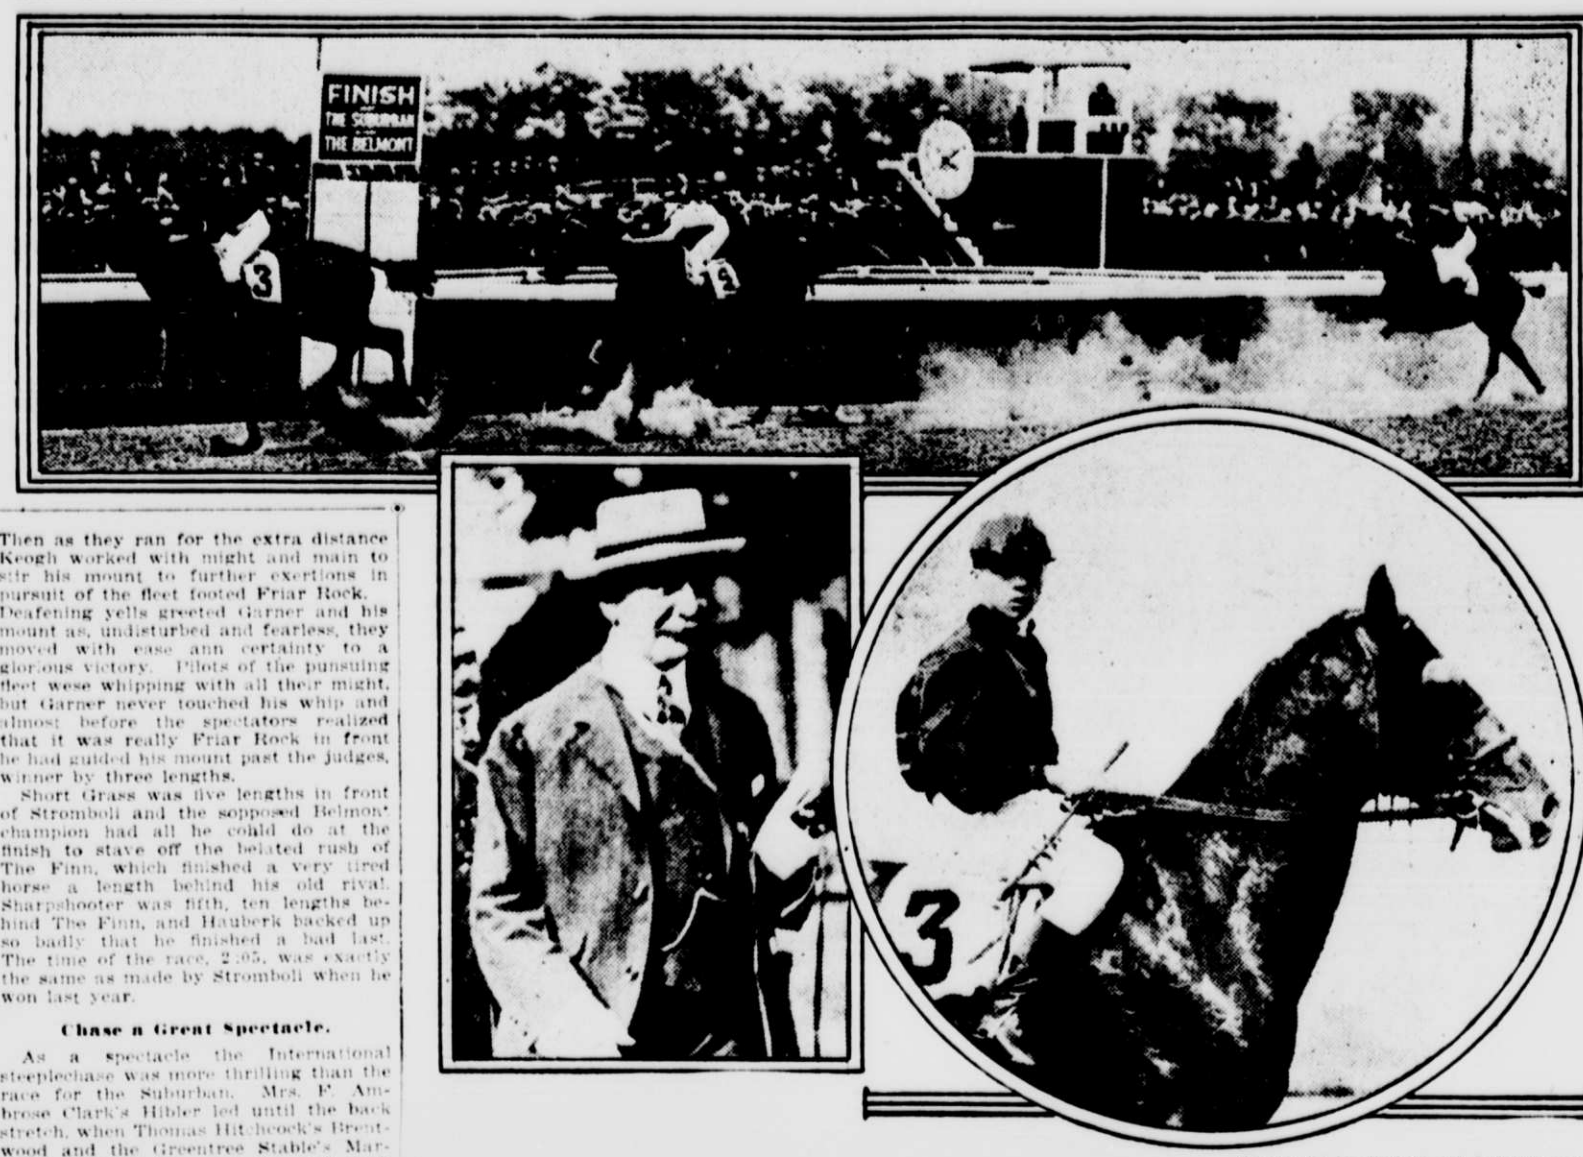 FINISH
THE SUBURBAN
THE BELMONT
3
3
Then as they ran for the extra distance
Keogh worked with might and main to
stir his mount to further exertions in
pursuit of the fleet footed Friar Rock.
Deafening yells greeted Garner and his
mount as, undisturbed and fearless, they
moved with ease ann certainty to a
glorious victory. Pilots of the punsuing
fleet wese whipping with all their might,
but Garner never touched his whip and
almost before the spectators realized
that it was really Friar Rock in front
he had guided his mount past the judges,
winner by three lengths.
Short Grass was five lengths in front
of Stromboli and the sopposed Belmont
champion had all he cohld do at the
finish to stave off the belated rush of
The Finn, which finished a very tired
horse a length behind his old rival.
Sharpshooter was fifth, ten lengths be-
hind The Finn, and Hauberk backed up
so badly that he finished a bad last.
The time of the race, 2:05, was exactly
the same as made by Stromboli when he
won last year.
Chase a Great Spectacle.
As a spectacle the International
steeplechase was more thrilling than the
race for the Suburban. Mrs. F. Am-
brose Clark's Hibler led until the back
stretch, when Thomas Hitchcock's Brent-
wood and the Greentree Stable's Mar-